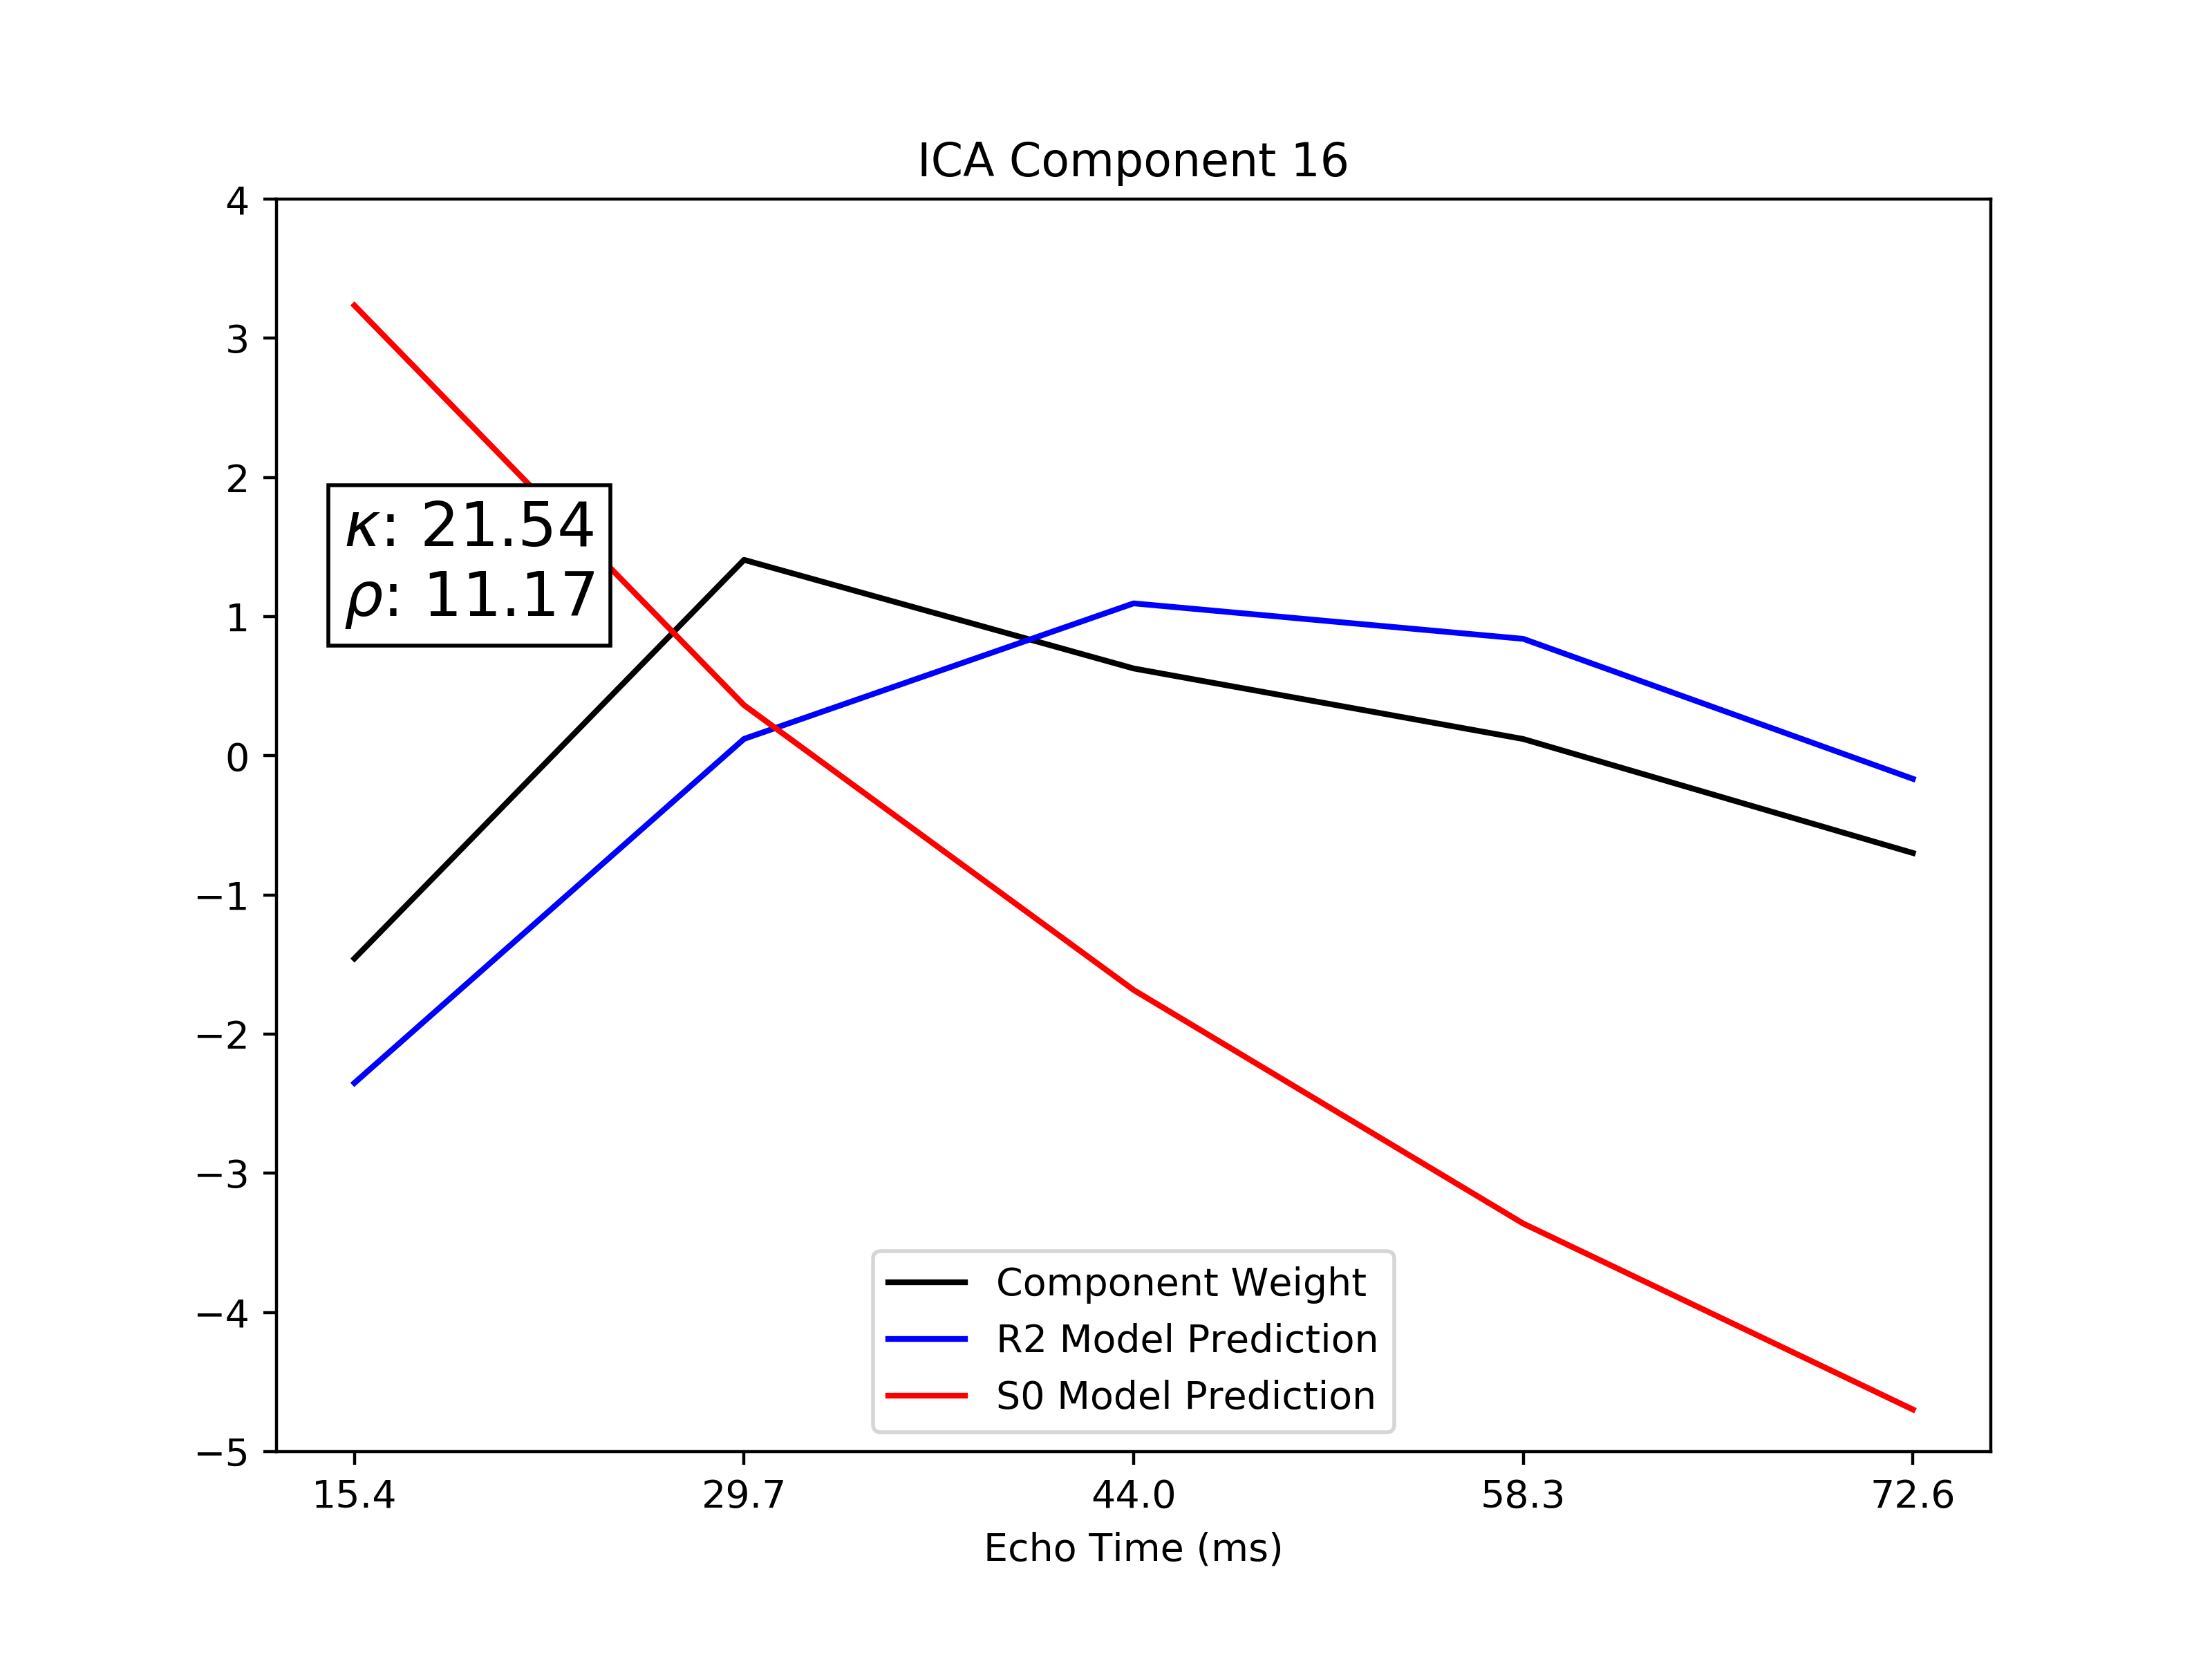 ICA Component 16
4
3
2
1
0
−1
−2
−3
−4
−5
κ: 21.54
ρ: 11.17
Component Weight
R2 Model Prediction
S0 Model Prediction
15.4 29.7 44.0 58.3 72.6
Echo Time (ms)